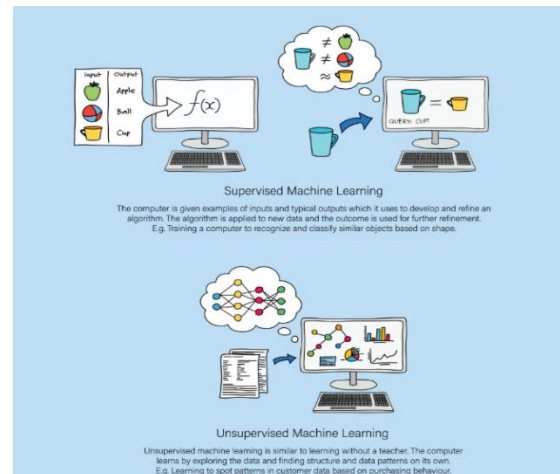 Input Output
Apple
Ball
Cup
f(x)
≠
≠
≈
=
QUERY: CUP
Supervised Machine Learning
The computer is given examples of inputs and typical outputs which it uses to develop and refine an
algorithm. The algorithm is applied to new data and the outcome is used for further refinement.
E.g. Training a computer to recognize and classify similar objects based on shape.
Unsupervised Machine Learning
Unsupervised machine learning is similar to learning without a teacher. The computer
learns by exploring the data and finding structure and data patterns on its own.
E.g. Learning to spot patterns in customer data based on purchasing behaviour.